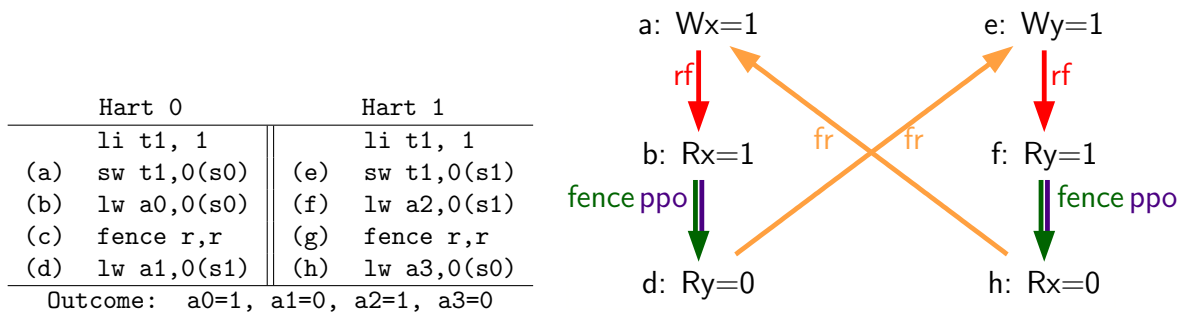 Hart 0 Hart 1
li t1, 1 li t1, 1
(a) sw t1,0(s0) (e) sw t1,0(s1)
(b) lw a0,0(s0) (f) lw a2,0(s1)
(c) fence r,r (g) fence r,r
(d) lw a1,0(s1) (h) lw a3,0(s0)
Outcome: a0=1, a1=0, a2=1, a3=0
a: Wx=1 e: Wy=1
rf rf
fr fr
b: Rx=1 f: Ry=1
fence ppo fence ppo
d: Ry=0 h: Rx=0